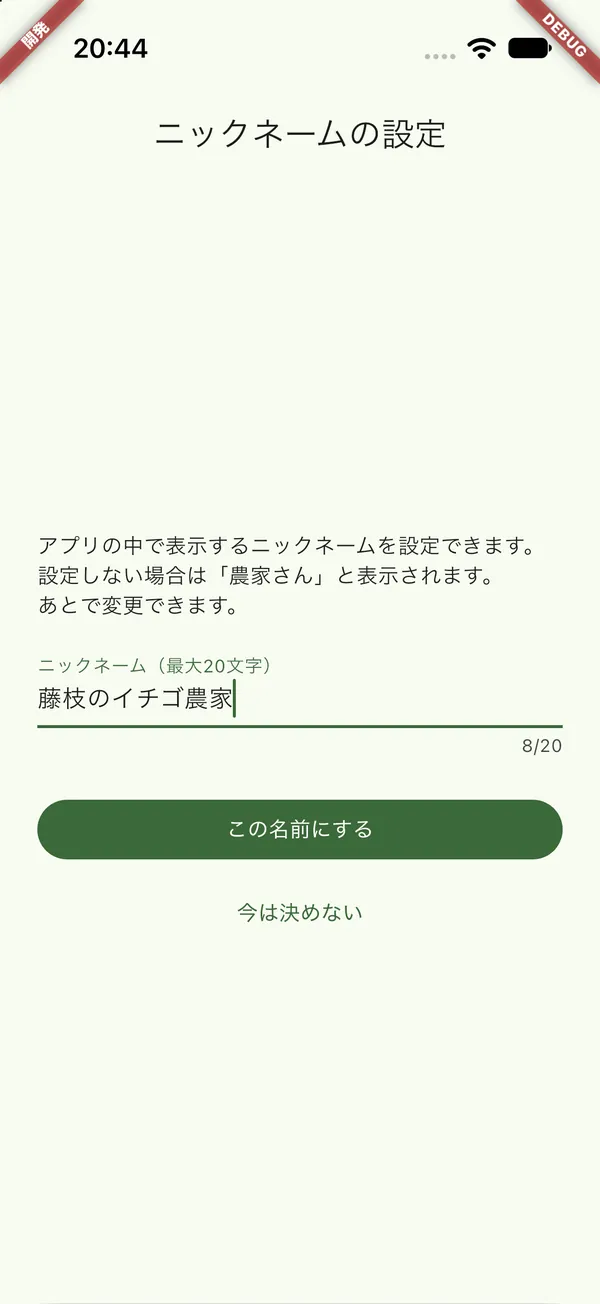 開発
DEBUG
20:44
ニックネームの設定
アプリの中で表示するニックネームを設定できます。
設定しない場合は「農家さん」と表示されます。
あとで変更できます。
ニックネーム（最大20文字）
藤枝のイチゴ農家
8/20
この名前にする
今は決めない